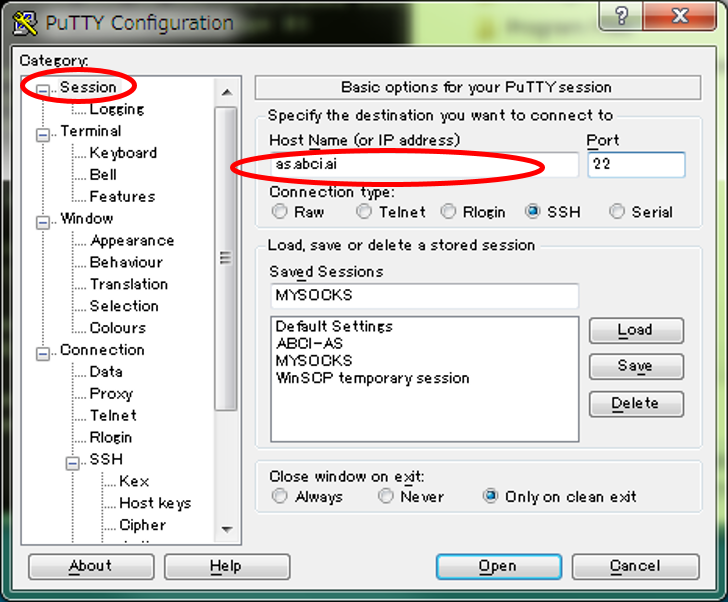 PuTTY Configuration
Category:
Session
Logging
Terminal
Keyboard
Bell
Features
Window
Appearance
Behaviour
Translation
Selection
Colours
Connection
Data
Proxy
Telnet
Rlogin
SSH
Kex
Host keys
Cipher
Basic options for your PuTTY session
Specify the destination you want to connect to
Host Name (or IP address) Port
as.abci.ai 22
Connection type:
Raw Telnet Rlogin SSH Serial
Load, save or delete a stored session
Saved Sessions
MYSOCKS
Default Settings
ABCI-AS
MYSOCKS
WinSCP temporary session
Load
Save
Delete
Close window on exit:
Always Never Only on clean exit
About Help Open Cancel